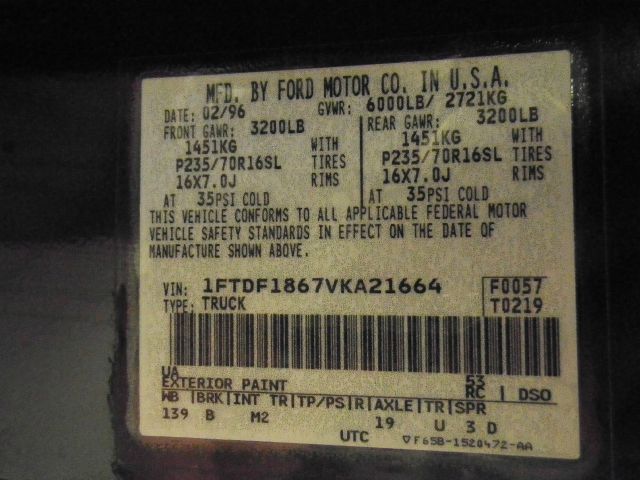 MFD. BY FORD MOTOR CO. IN U.S.A.
DATE: 02/96 GVWR: 6000LB/ 2721KG
FRONT GAWR: 3200LB REAR GAWR: 3200LB
1451KG WITH 1451KG WITH
P235/70R16SL TIRES P235/70R16SL TIRES
16X7.0J RIMS 16X7.0J RIMS
AT 35PSI COLD AT 35PSI COLD
THIS VEHICLE CONFORMS TO ALL APPLICABLE FEDERAL MOTOR
VEHICLE SAFETY STANDARDS IN EFFECT ON THE DATE OF
MANUFACTURE SHOWN ABOVE.
VIN: 1FTDF1867VKA21664 F0057
TYPE: TRUCK T0219
UA 53
EXTERIOR PAINT RC DSO
WB BRK INT TR TP/PS R AXLE TR SPR
139 B M2 19 U 3 D
UTC F65B-1520472-AA